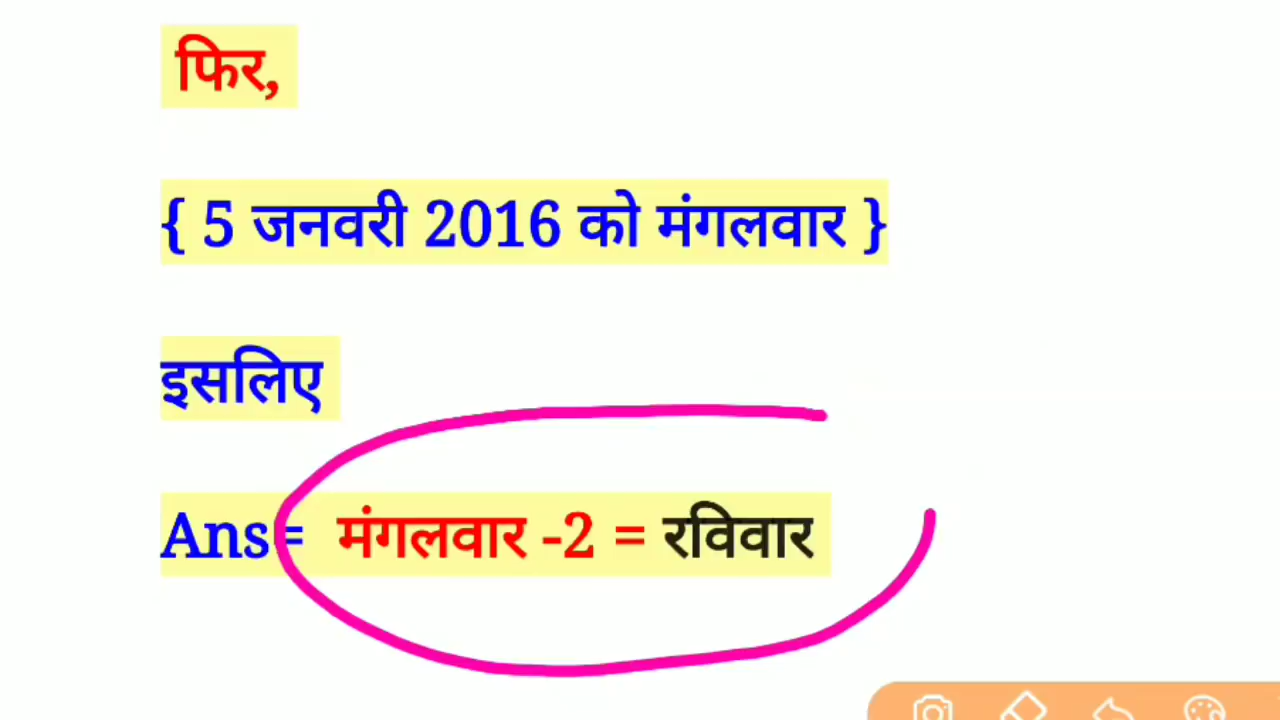 फिर,
{ 5 जनवरी 2016 को मंगलवार }
इसलिए
Ans= मंगलवार -2 = रविवार